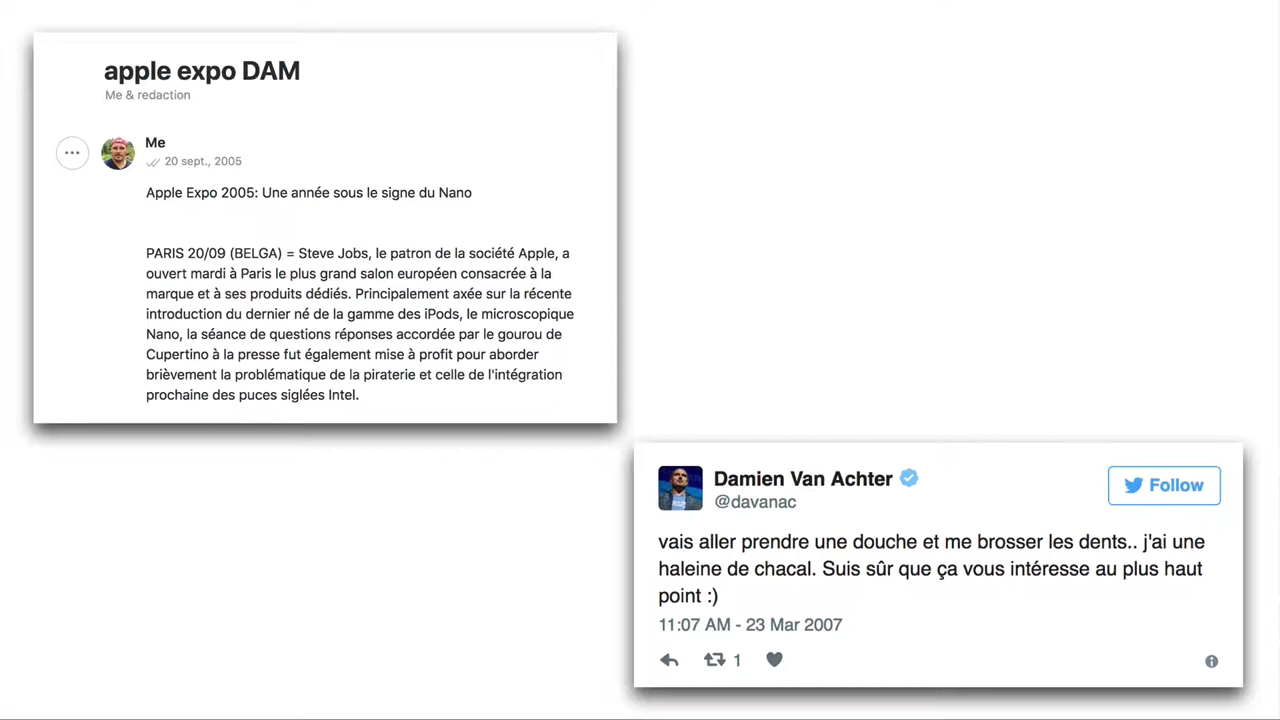 apple expo DAM
Me & redaction
Me
20 sept., 2005
Apple Expo 2005: Une année sous le signe du Nano
PARIS 20/09 (BELGA) = Steve Jobs, le patron de la société Apple, a
ouvert mardi à Paris le plus grand salon européen consacrée à la
marque et à ses produits dédiés. Principalement axée sur la récente
introduction du dernier né de la gamme des iPods, le microscopique
Nano, la séance de questions réponses accordée par le gourou de
Cupertino à la presse fut également mise à profit pour aborder
brièvement la problématique de la piraterie et celle de l'intégration
prochaine des puces siglées Intel.
Damien Van Achter
@davanac
Follow
vais aller prendre une douche et me brosser les dents.. j'ai une
haleine de chacal. Suis sûr que ça vous intéresse au plus haut
point :)
11:07 AM - 23 Mar 2007
1